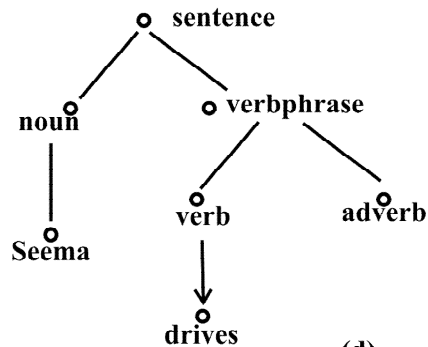 sentence
noun
verbphrase
verb
adverb
Seema
drives
(d)